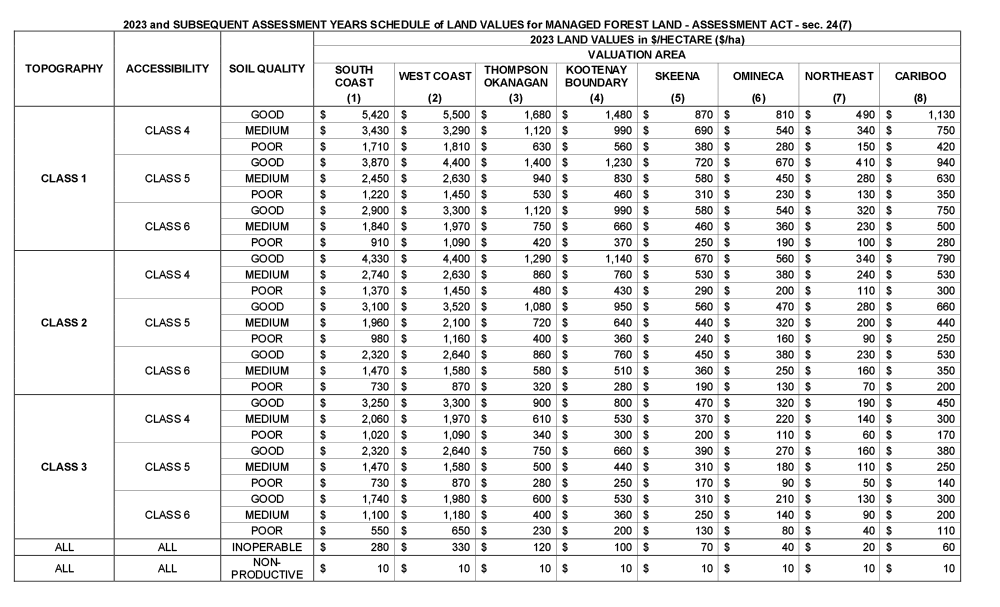 2023 and SUBSEQUENT ASSESSMENT YEARS SCHEDULE of LAND VALUES for MANAGED FOREST LAND - ASSESSMENT ACT - sec. 24(7)
2023 LAND VALUES in $/HECTARE ($/ha)
VALUATION AREA
TOPOGRAPHY ACCESSIBILITY SOIL QUALITY SOUTH COAST WEST COAST THOMPSON OKANAGAN KOOTENAY BOUNDARY SKEENA OMINECA NORTHEAST CARIBOO
(1) (2) (3) (4) (5) (6) (7) (8)
CLASS 1 CLASS 4 GOOD $ 5,420 $ 5,500 $ 1,680 $ 1,480 $ 870 $ 810 $ 490 $ 1,130
MEDIUM $ 3,430 $ 3,290 $ 1,120 $ 990 $ 690 $ 540 $ 340 $ 750
POOR $ 1,710 $ 1,810 $ 630 $ 560 $ 380 $ 280 $ 150 $ 420
CLASS 5 GOOD $ 3,870 $ 4,400 $ 1,400 $ 1,230 $ 720 $ 670 $ 410 $ 940
MEDIUM $ 2,450 $ 2,630 $ 940 $ 830 $ 580 $ 450 $ 280 $ 630
POOR $ 1,220 $ 1,450 $ 530 $ 460 $ 310 $ 230 $ 130 $ 350
CLASS 6 GOOD $ 2,900 $ 3,300 $ 1,120 $ 990 $ 580 $ 540 $ 320 $ 750
MEDIUM $ 1,840 $ 1,970 $ 750 $ 660 $ 460 $ 360 $ 230 $ 500
POOR $ 910 $ 1,090 $ 420 $ 370 $ 250 $ 190 $ 100 $ 280
CLASS 2 CLASS 4 GOOD $ 4,330 $ 4,400 $ 1,290 $ 1,140 $ 670 $ 560 $ 340 $ 790
MEDIUM $ 2,740 $ 2,630 $ 860 $ 760 $ 530 $ 380 $ 240 $ 530
POOR $ 1,370 $ 1,450 $ 480 $ 430 $ 290 $ 200 $ 110 $ 300
CLASS 5 GOOD $ 3,100 $ 3,520 $ 1,080 $ 950 $ 560 $ 470 $ 280 $ 660
MEDIUM $ 1,960 $ 2,100 $ 720 $ 640 $ 440 $ 320 $ 200 $ 440
POOR $ 980 $ 1,160 $ 400 $ 360 $ 240 $ 160 $ 90 $ 250
CLASS 6 GOOD $ 2,320 $ 2,640 $ 860 $ 760 $ 450 $ 380 $ 230 $ 530
MEDIUM $ 1,470 $ 1,580 $ 580 $ 510 $ 360 $ 250 $ 160 $ 350
POOR $ 730 $ 870 $ 320 $ 280 $ 190 $ 130 $ 70 $ 200
CLASS 3 CLASS 4 GOOD $ 3,250 $ 3,300 $ 900 $ 800 $ 470 $ 320 $ 190 $ 450
MEDIUM $ 2,060 $ 1,970 $ 610 $ 530 $ 370 $ 220 $ 140 $ 300
POOR $ 1,020 $ 1,090 $ 340 $ 300 $ 200 $ 110 $ 60 $ 170
CLASS 5 GOOD $ 2,320 $ 2,640 $ 750 $ 660 $ 390 $ 270 $ 160 $ 380
MEDIUM $ 1,470 $ 1,580 $ 500 $ 440 $ 310 $ 180 $ 110 $ 250
POOR $ 730 $ 870 $ 280 $ 250 $ 170 $ 90 $ 50 $ 140
CLASS 6 GOOD $ 1,740 $ 1,980 $ 600 $ 530 $ 310 $ 210 $ 130 $ 300
MEDIUM $ 1,100 $ 1,180 $ 400 $ 360 $ 250 $ 140 $ 90 $ 200
POOR $ 550 $ 650 $ 230 $ 200 $ 130 $ 80 $ 40 $ 110
ALL ALL INOPERABLE $ 280 $ 330 $ 120 $ 100 $ 70 $ 40 $ 20 $ 60
ALL ALL NON-PRODUCTIVE $ 10 $ 10 $ 10 $ 10 $ 10 $ 10 $ 10 $ 10